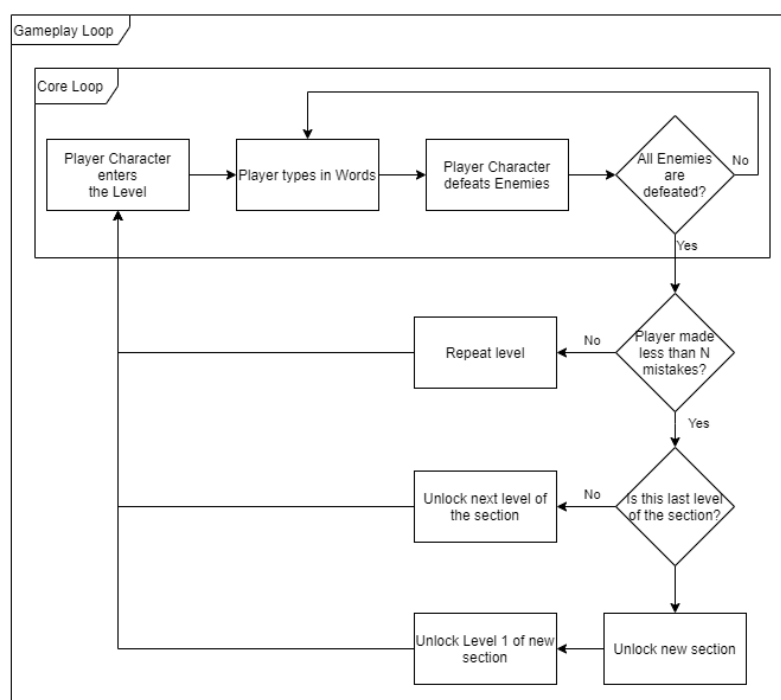 Gameplay Loop
Core Loop
Player Character
enters
the Level
Player types in Words
Player Character
defeats Enemies
All Enemies
are
defeated?
No
Yes
Player made
less than N
mistakes?
No
Repeat level
Yes
Is this last level
of the section?
No
Unlock next level of
the section
Unlock new section
Unlock Level 1 of new
section